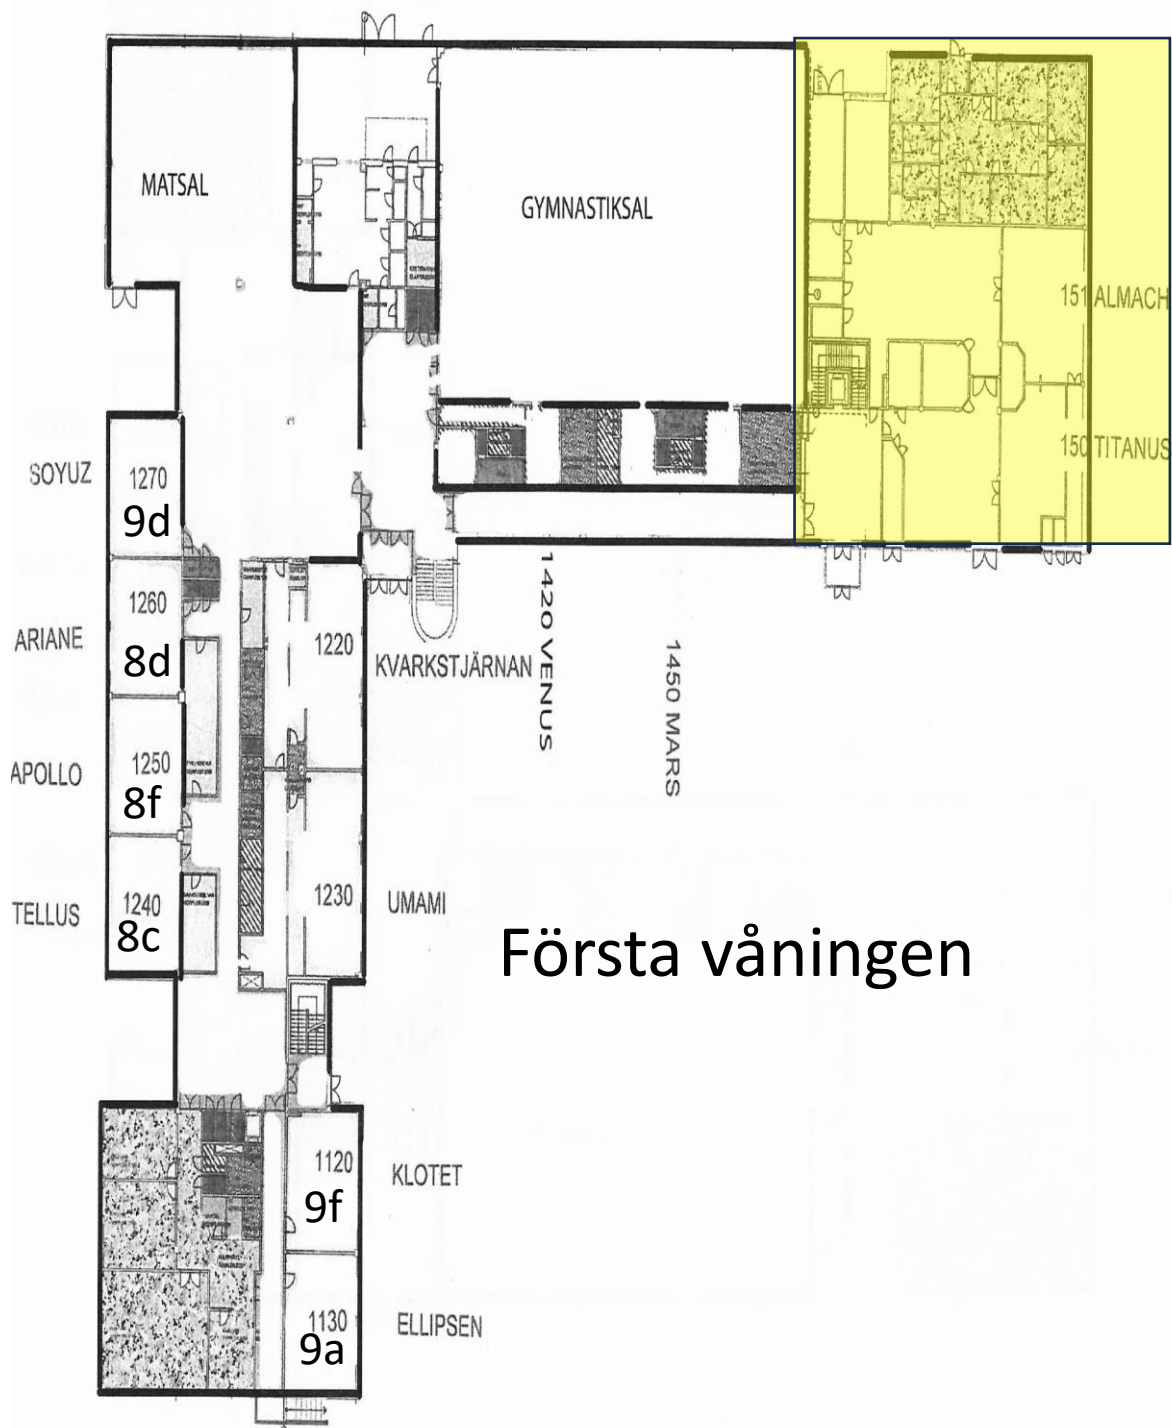 MATSAL
GYMNASTIKSAL
151 ALMACH
150 TITANUS
SOYUZ
1270
9d
ARIANE
1260
8d
1220
KVARKSTJÄRNAN
1420 VENUS
1450 MARS
APOLLO
1250
8f
TELLUS
1240
8c
1230
UMAMI
Första våningen
1120
9f
KLOTET
1130
9a
ELLIPSEN